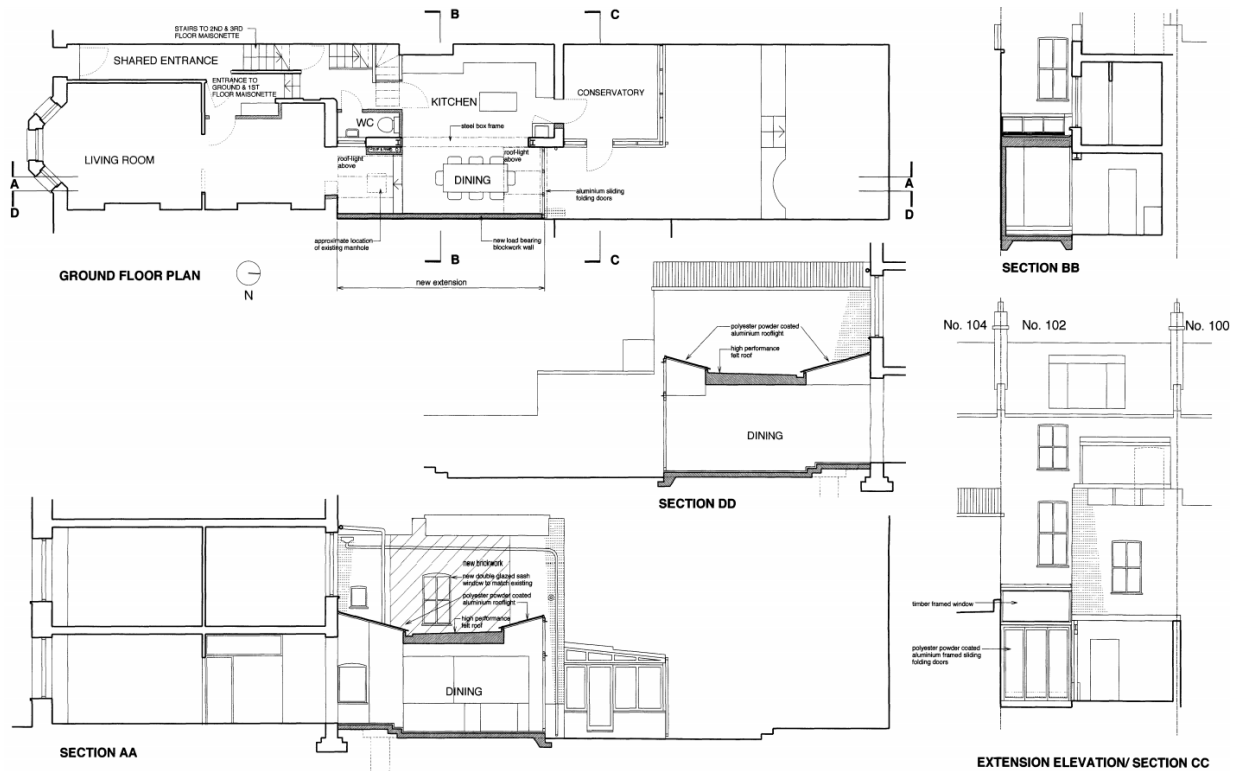 STAIRS TO 2ND & 3RD
FLOOR MAISONETTE
B
C
SHARED ENTRANCE
ENTRANCE TO
GROUND & 1ST
FLOOR MAISONETTE
KITCHEN
CONSERVATORY
WC
steel box frame
LIVING ROOM
roof-light
above
roof-light
above
DINING
A
D
A
D
aluminium sliding
folding doors
approximate location
of existing manhole
new load bearing
blockwork wall
B
C
GROUND FLOOR PLAN
N
new extension
SECTION BB
polyester powder coated
aluminium rooflight
high performance
felt roof
DINING
SECTION DD
No. 104
No. 102
No. 100
new brickwork
new double glazed sash
window to match existing
polyester powder coated
aluminium rooflight
high performance
felt roof
DINING
SECTION AA
timber framed window
polyester powder coated
aluminium framed sliding
folding doors
EXTENSION ELEVATION/ SECTION CC